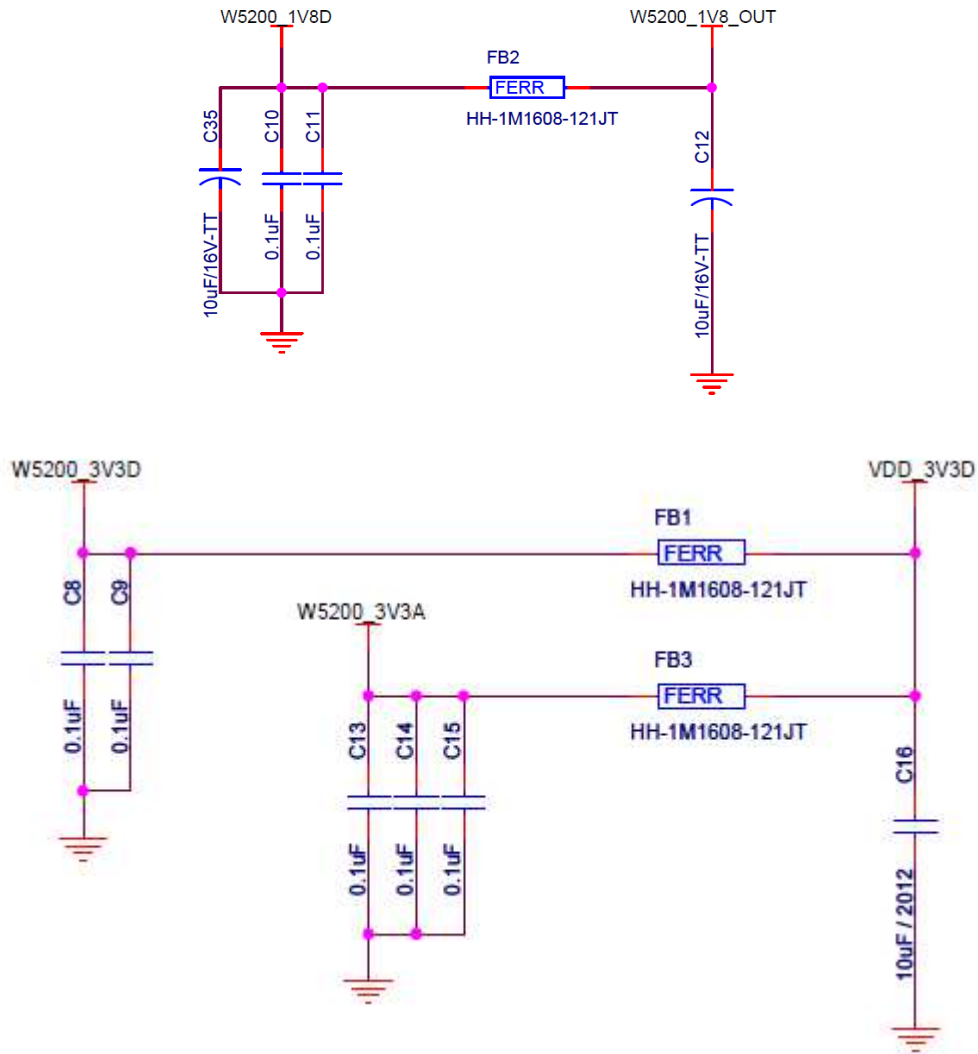 W5200_1V8D
W5200_1V8_OUT
FB2
FERR
HH-1M1608-121JT
C35
C10
C11
C12
10uF/16V-TT
0.1uF
0.1uF
10uF/16V-TT
W5200_3V3D
VDD_3V3D
FB1
FERR
HH-1M1608-121JT
C8
C9
W5200_3V3A
FB3
FERR
HH-1M1608-121JT
0.1uF
0.1uF
C13
C14
C15
C16
0.1uF
0.1uF
0.1uF
10uF / 2012